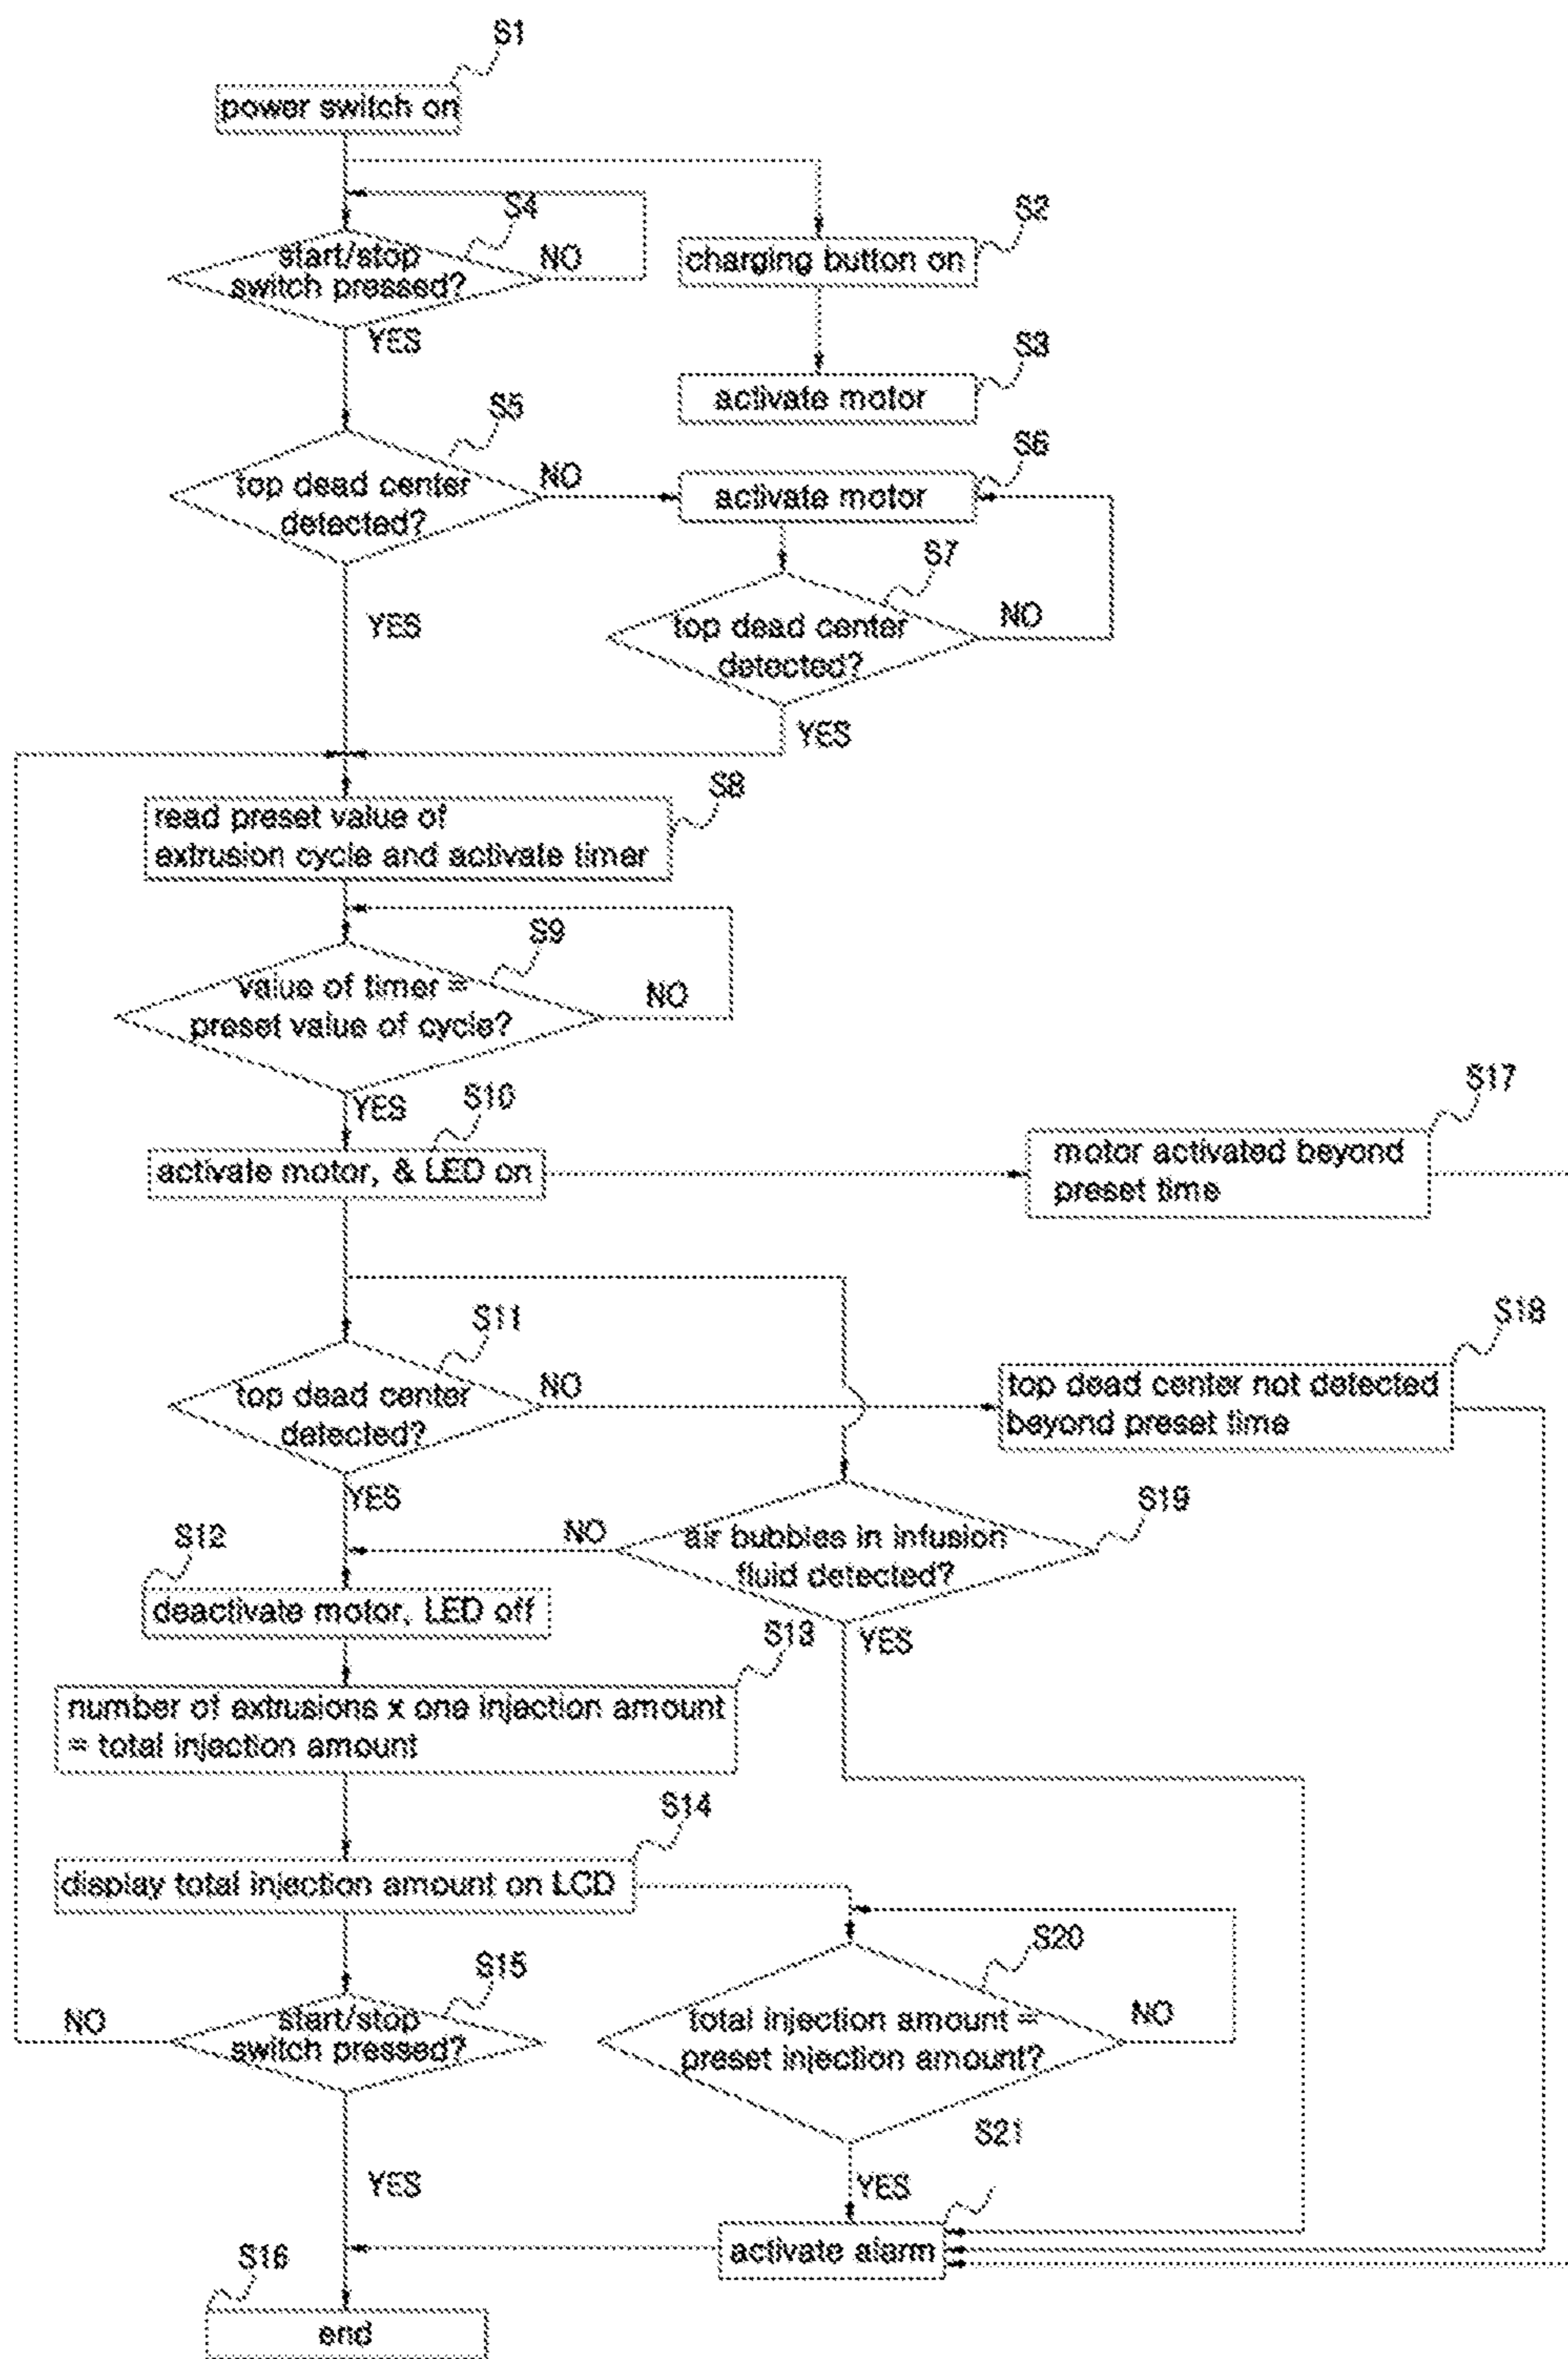 S1
power switch on
S4
start/stop
switch pressed?
NO
YES
S2
charging button on
S3
activate motor
S5
top dead center
detected?
NO
YES
S6
activate motor
S7
top dead center
detected?
NO
YES
S8
read preset value of
extrusion cycle and activate timer
S9
value of timer =
preset value of cycle?
NO
YES
S10
activate motor, & LED on
S17
motor activated beyond
preset time
S11
top dead center
detected?
NO
YES
S18
top dead center not detected
beyond preset time
S19
air bubbles in infusion
fluid detected?
NO
YES
S12
deactivate motor, LED off
S13
number of extrusions x one injection amount
= total injection amount
S14
display total injection amount on LCD
S15
start/stop
switch pressed?
NO
YES
S20
total injection amount =
preset injection amount?
NO
YES
S21
activate alarm
S16
end